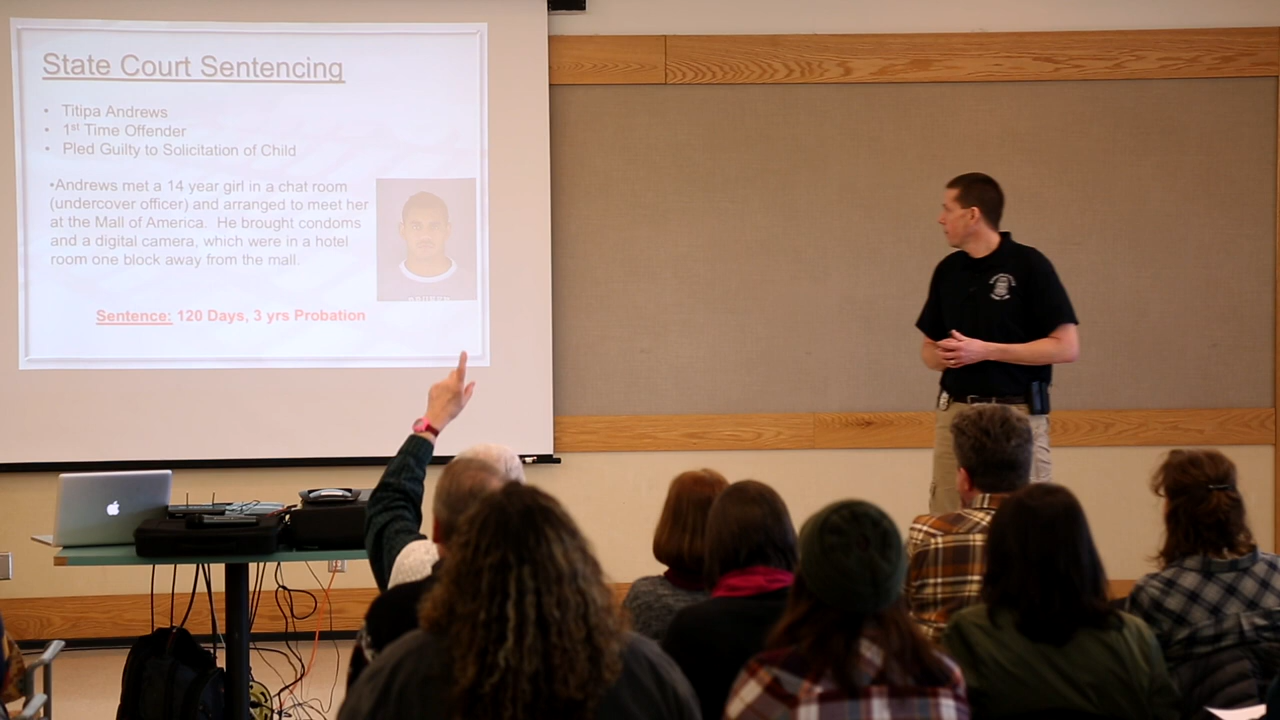 State Court Sentencing
• Titipa Andrews
• 1st Time Offender
• Pled Guilty to Solicitation of Child
•Andrews met a 14 year girl in a chat room
(undercover officer) and arranged to meet her
at the Mall of America. He brought condoms
and a digital camera, which were in a hotel
room one block away from the mall.
Sentence: 120 Days, 3 yrs Probation